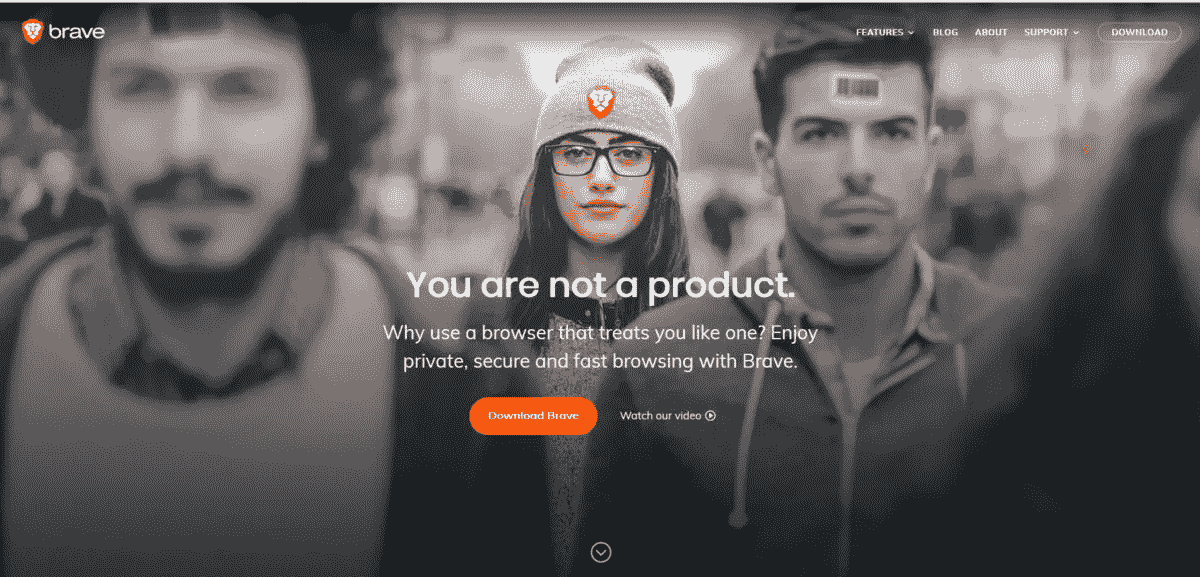 brave
FEATURES
BLOG
ABOUT
SUPPORT
DOWNLOAD
You are not a product.
Why use a browser that treats you like one? Enjoy
private, secure and fast browsing with Brave.
Download Brave
Watch our video